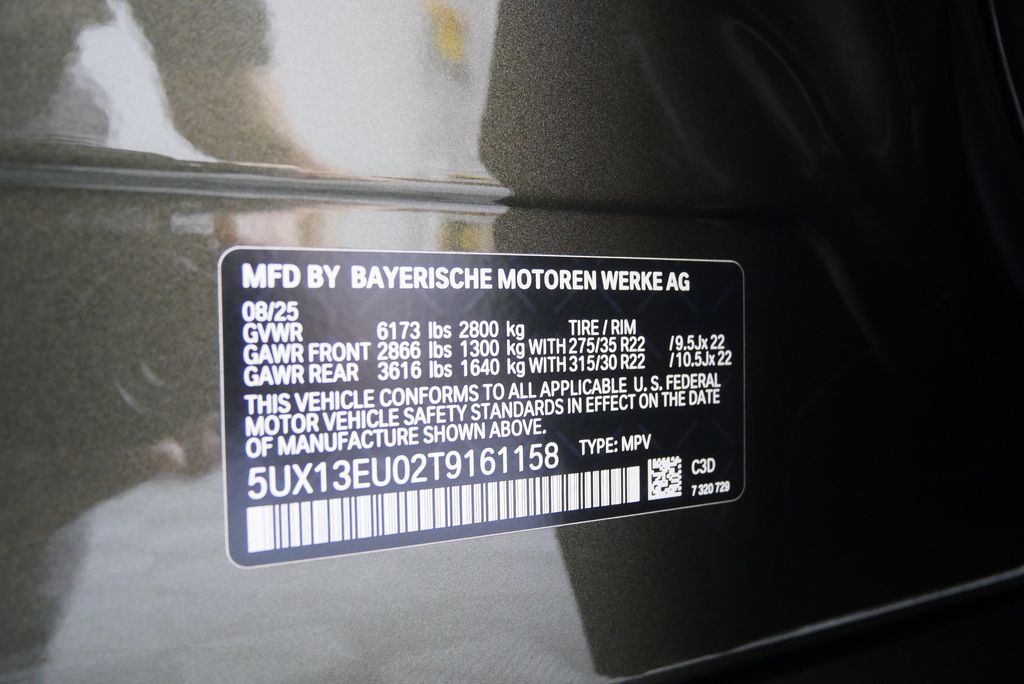 MFD BY BAYERISCHE MOTOREN WERKE AG
08/25
GVWR 6173 lbs 2800 kg TIRE / RIM
GAWR FRONT 2866 lbs 1300 kg WITH 275/35 R22 /9.5Jx22
GAWR REAR 3616 lbs 1640 kg WITH 315/30 R22 /10.5Jx22
THIS VEHICLE CONFORMS TO ALL APPLICABLE U.S. FEDERAL
MOTOR VEHICLE SAFETY STANDARDS IN EFFECT ON THE DATE
OF MANUFACTURE SHOWN ABOVE.
5UX13EU02T9161158 TYPE: MPV
C3D
7 320 729